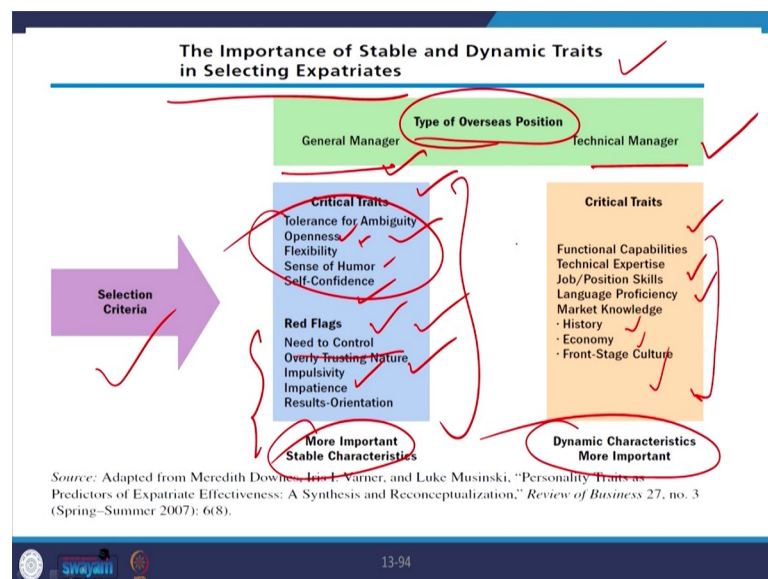 The Importance of Stable and Dynamic Traits
in Selecting Expatriates
Type of Overseas Position
General Manager
Technical Manager
Selection
Criteria
Critical Traits
Tolerance for Ambiguity
Openness
Flexibility
Sense of Humor
Self-Confidence
Red Flags
Need to Control
Overly Trusting Nature
Impulsivity
Impatience
Results-Orientation
More Important
Stable Characteristics
Critical Traits
Functional Capabilities
Technical Expertise
Job/Position Skills
Language Proficiency
Market Knowledge
· History
· Economy
· Front-Stage Culture
Dynamic Characteristics
More Important
Source: Adapted from Meredith Downes, Iris I. Varner, and Luke Musinski, “Personality Traits as
Predictors of Expatriate Effectiveness: A Synthesis and Reconceptualization,” Review of Business 27, no. 3
(Spring–Summer 2007): 6(8).
swayam
13-94